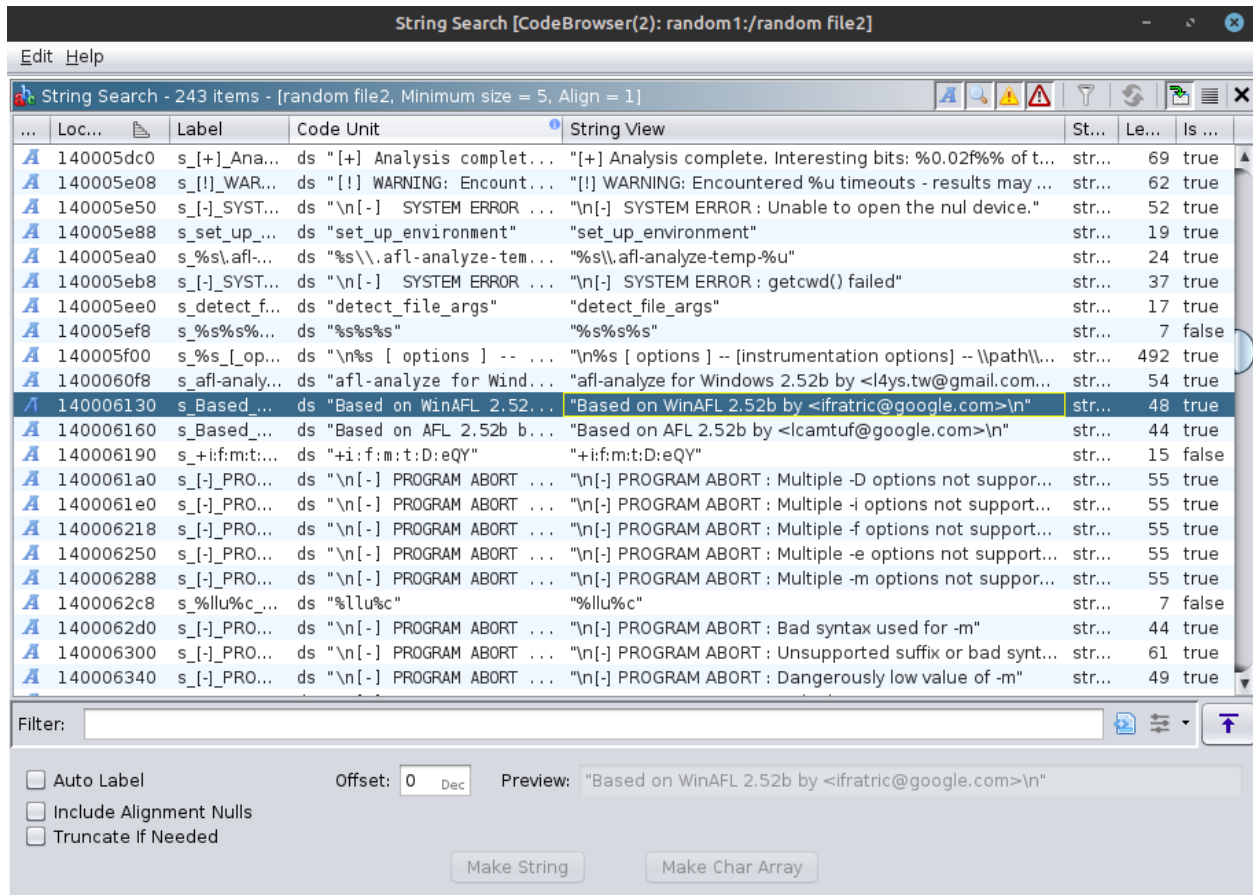 String Search [CodeBrowser(2): random1:/random file2]
Edit Help
String Search - 243 items - [random file2, Minimum size = 5, Align = 1]
... Loc... Label Code Unit String View St... Le... Is ...
140005dc0 s_[+]_Ana... ds "[+] Analysis complet... "[+] Analysis complete. Interesting bits: %0.02f%% of t... str... 69 true
140005e08 s_[!]_WAR... ds "[!] WARNING: Encount... "[!] WARNING: Encountered %u timeouts - results may ... str... 62 true
140005e50 s_[-]_SYST... ds "\n[-]  SYSTEM ERROR ... "\n[-]  SYSTEM ERROR : Unable to open the nul device." str... 52 true
140005e88 s_set_up_... ds "set_up_environment" "set_up_environment" str... 19 true
140005ea0 s_%s\.afl-... ds "%s\\.afl-analyze-tem... "%s\\.afl-analyze-temp-%u" str... 24 true
140005eb8 s_[-]_SYST... ds "\n[-]  SYSTEM ERROR ... "\n[-]  SYSTEM ERROR : getcwd() failed" str... 37 true
140005ee0 s_detect_f... ds "detect_file_args" "detect_file_args" str... 17 true
140005ef8 s_%s%s%... ds "%s%s%s" "%s%s%s" str... 7 false
140005f00 s_%s_[_op... ds "\n%s [ options ] -- ... "\n%s [ options ] -- [instrumentation options] -- \\path\\... str... 492 true
1400060f8 s_afl-analy... ds "afl-analyze for Wind... "afl-analyze for Windows 2.52b by <l4ys.tw@gmail.com... str... 54 true
140006130 s_Based_... ds "Based on WinAFL 2.52... "Based on WinAFL 2.52b by <ifratric@google.com>\n" str... 48 true
140006160 s_Based_... ds "Based on AFL 2.52b b... "Based on AFL 2.52b by <lcamtuf@google.com>\n" str... 44 true
140006190 s_+i:f:m:t:... ds "+i:f:m:t:D:eQY" "+i:f:m:t:D:eQY" str... 15 false
1400061a0 s_[-]_PRO... ds "\n[-] PROGRAM ABORT ... "\n[-] PROGRAM ABORT : Multiple -D options not suppor... str... 55 true
1400061e0 s_[-]_PRO... ds "\n[-] PROGRAM ABORT ... "\n[-] PROGRAM ABORT : Multiple -i options not support... str... 55 true
140006218 s_[-]_PRO... ds "\n[-] PROGRAM ABORT ... "\n[-] PROGRAM ABORT : Multiple -f options not support... str... 55 true
140006250 s_[-]_PRO... ds "\n[-] PROGRAM ABORT ... "\n[-] PROGRAM ABORT : Multiple -e options not support... str... 55 true
140006288 s_[-]_PRO... ds "\n[-] PROGRAM ABORT ... "\n[-] PROGRAM ABORT : Multiple -m options not suppor... str... 55 true
1400062c8 s_%llu%c_... ds "%llu%c" "%llu%c" str... 7 false
1400062d0 s_[-]_PRO... ds "\n[-] PROGRAM ABORT ... "\n[-] PROGRAM ABORT : Bad syntax used for -m" str... 44 true
140006300 s_[-]_PRO... ds "\n[-] PROGRAM ABORT ... "\n[-] PROGRAM ABORT : Unsupported suffix or bad synt... str... 61 true
140006340 s_[-]_PRO... ds "\n[-] PROGRAM ABORT ... "\n[-] PROGRAM ABORT : Dangerously low value of -m" str... 49 true
Filter:
Auto Label Offset: 0 Dec Preview: "Based on WinAFL 2.52b by <ifratric@google.com>\n"
Include Alignment Nulls
Truncate If Needed
Make String Make Char Array